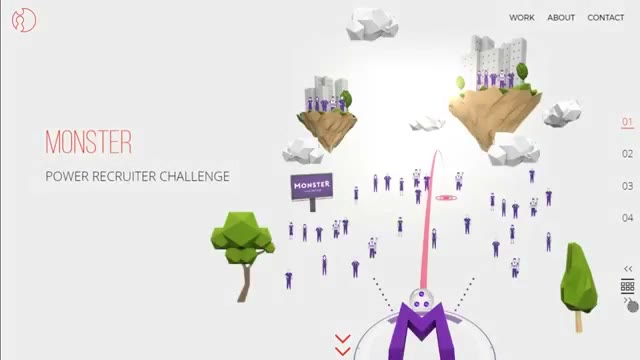 WORK ABOUT CONTACT
MONSTER
POWER RECRUITER CHALLENGE
MONSTER
01
02
03
04